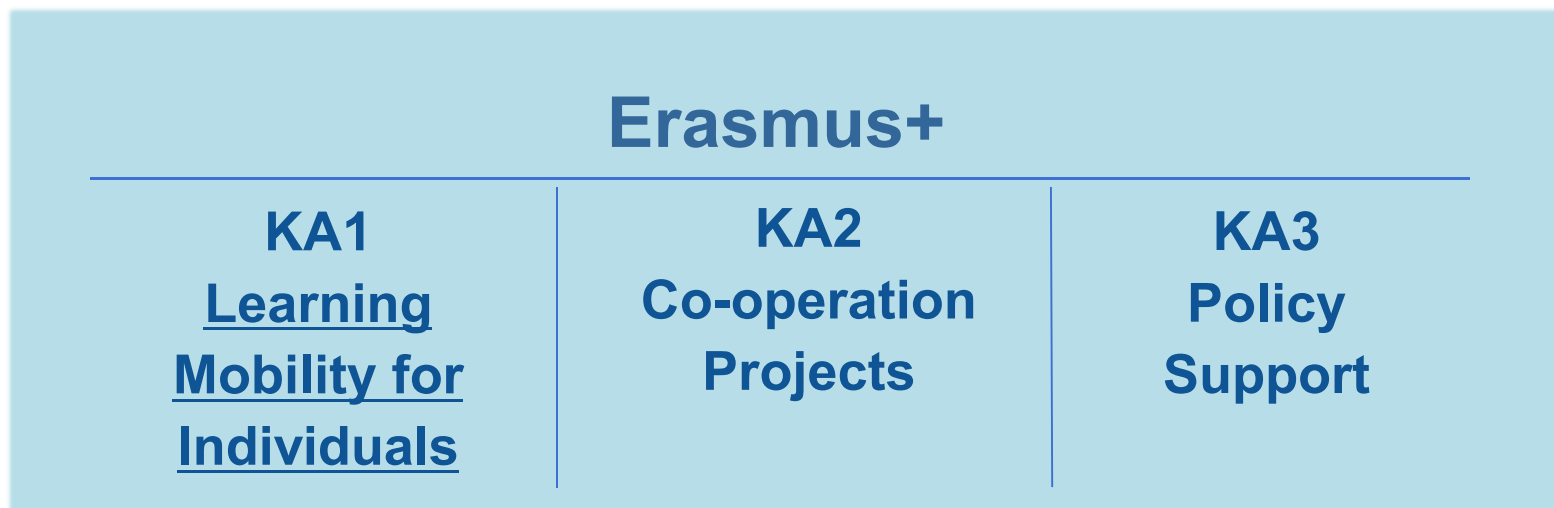 Erasmus+
KA1
Learning
Mobility for
Individuals
KA2
Co-operation
Projects
KA3
Policy
Support